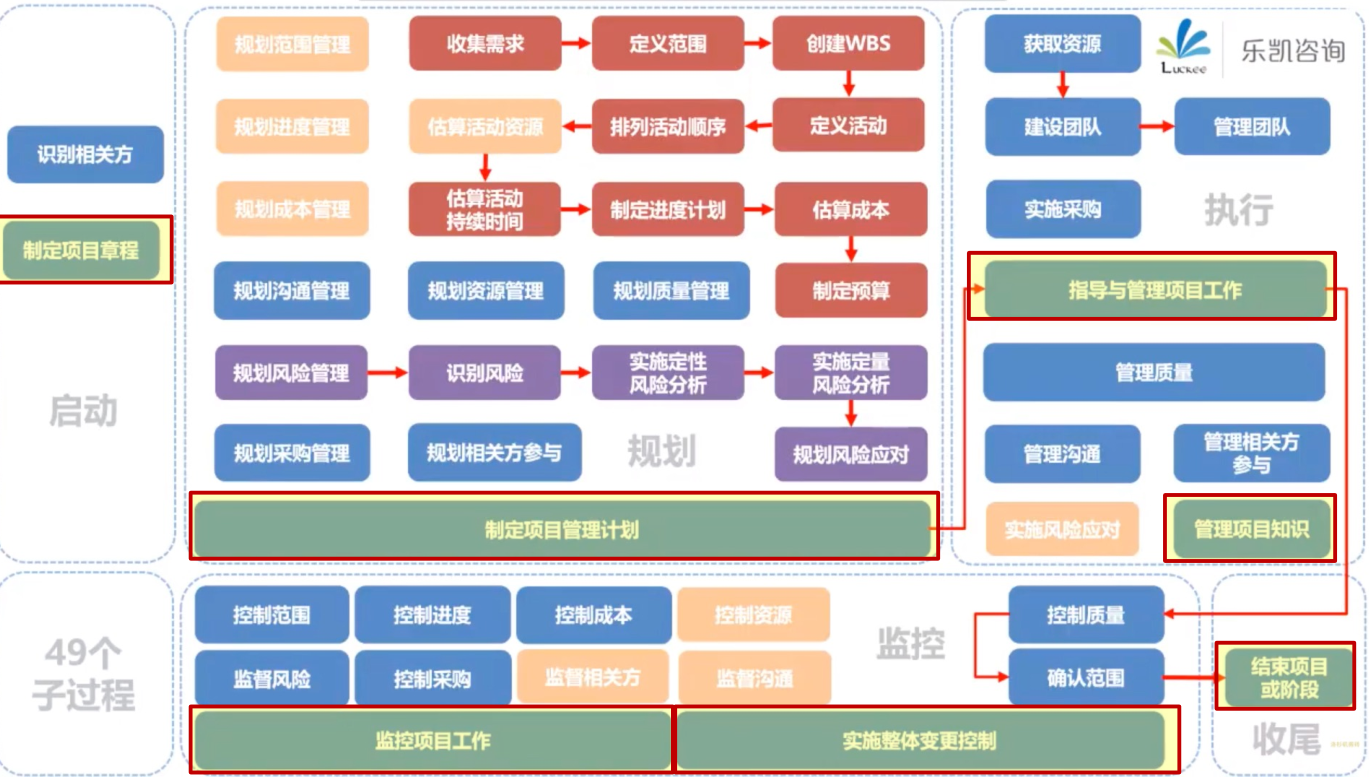 识别相关方
制定项目章程
启动
规划范围管理
收集需求
定义范围
创建WBS
规划进度管理
估算活动资源
排列活动顺序
定义活动
规划成本管理
估算活动
持续时间
制定进度计划
估算成本
规划沟通管理
规划资源管理
规划质量管理
制定预算
规划风险管理
识别风险
实施定性
风险分析
实施定量
风险分析
规划采购管理
规划相关方参与
规划
规划风险应对
制定项目管理计划
获取资源
Luckee
乐凯咨询
建设团队
管理团队
实施采购
执行
指导与管理项目工作
管理质量
管理沟通
管理相关方
参与
实施风险应对
管理项目知识
49个
子过程
控制范围
控制进度
控制成本
控制资源
监控
控制质量
监督风险
控制采购
监督相关方
监督沟通
确认范围
监控项目工作
实施整体变更控制
结束项目
或阶段
收尾